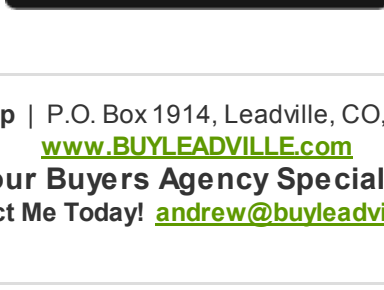 p | P.O. Box 1914, Leadville, CO,
www.BUYLEADVILLE.com
our Buyers Agency Special
ct Me Today! andrew@buyleadvi